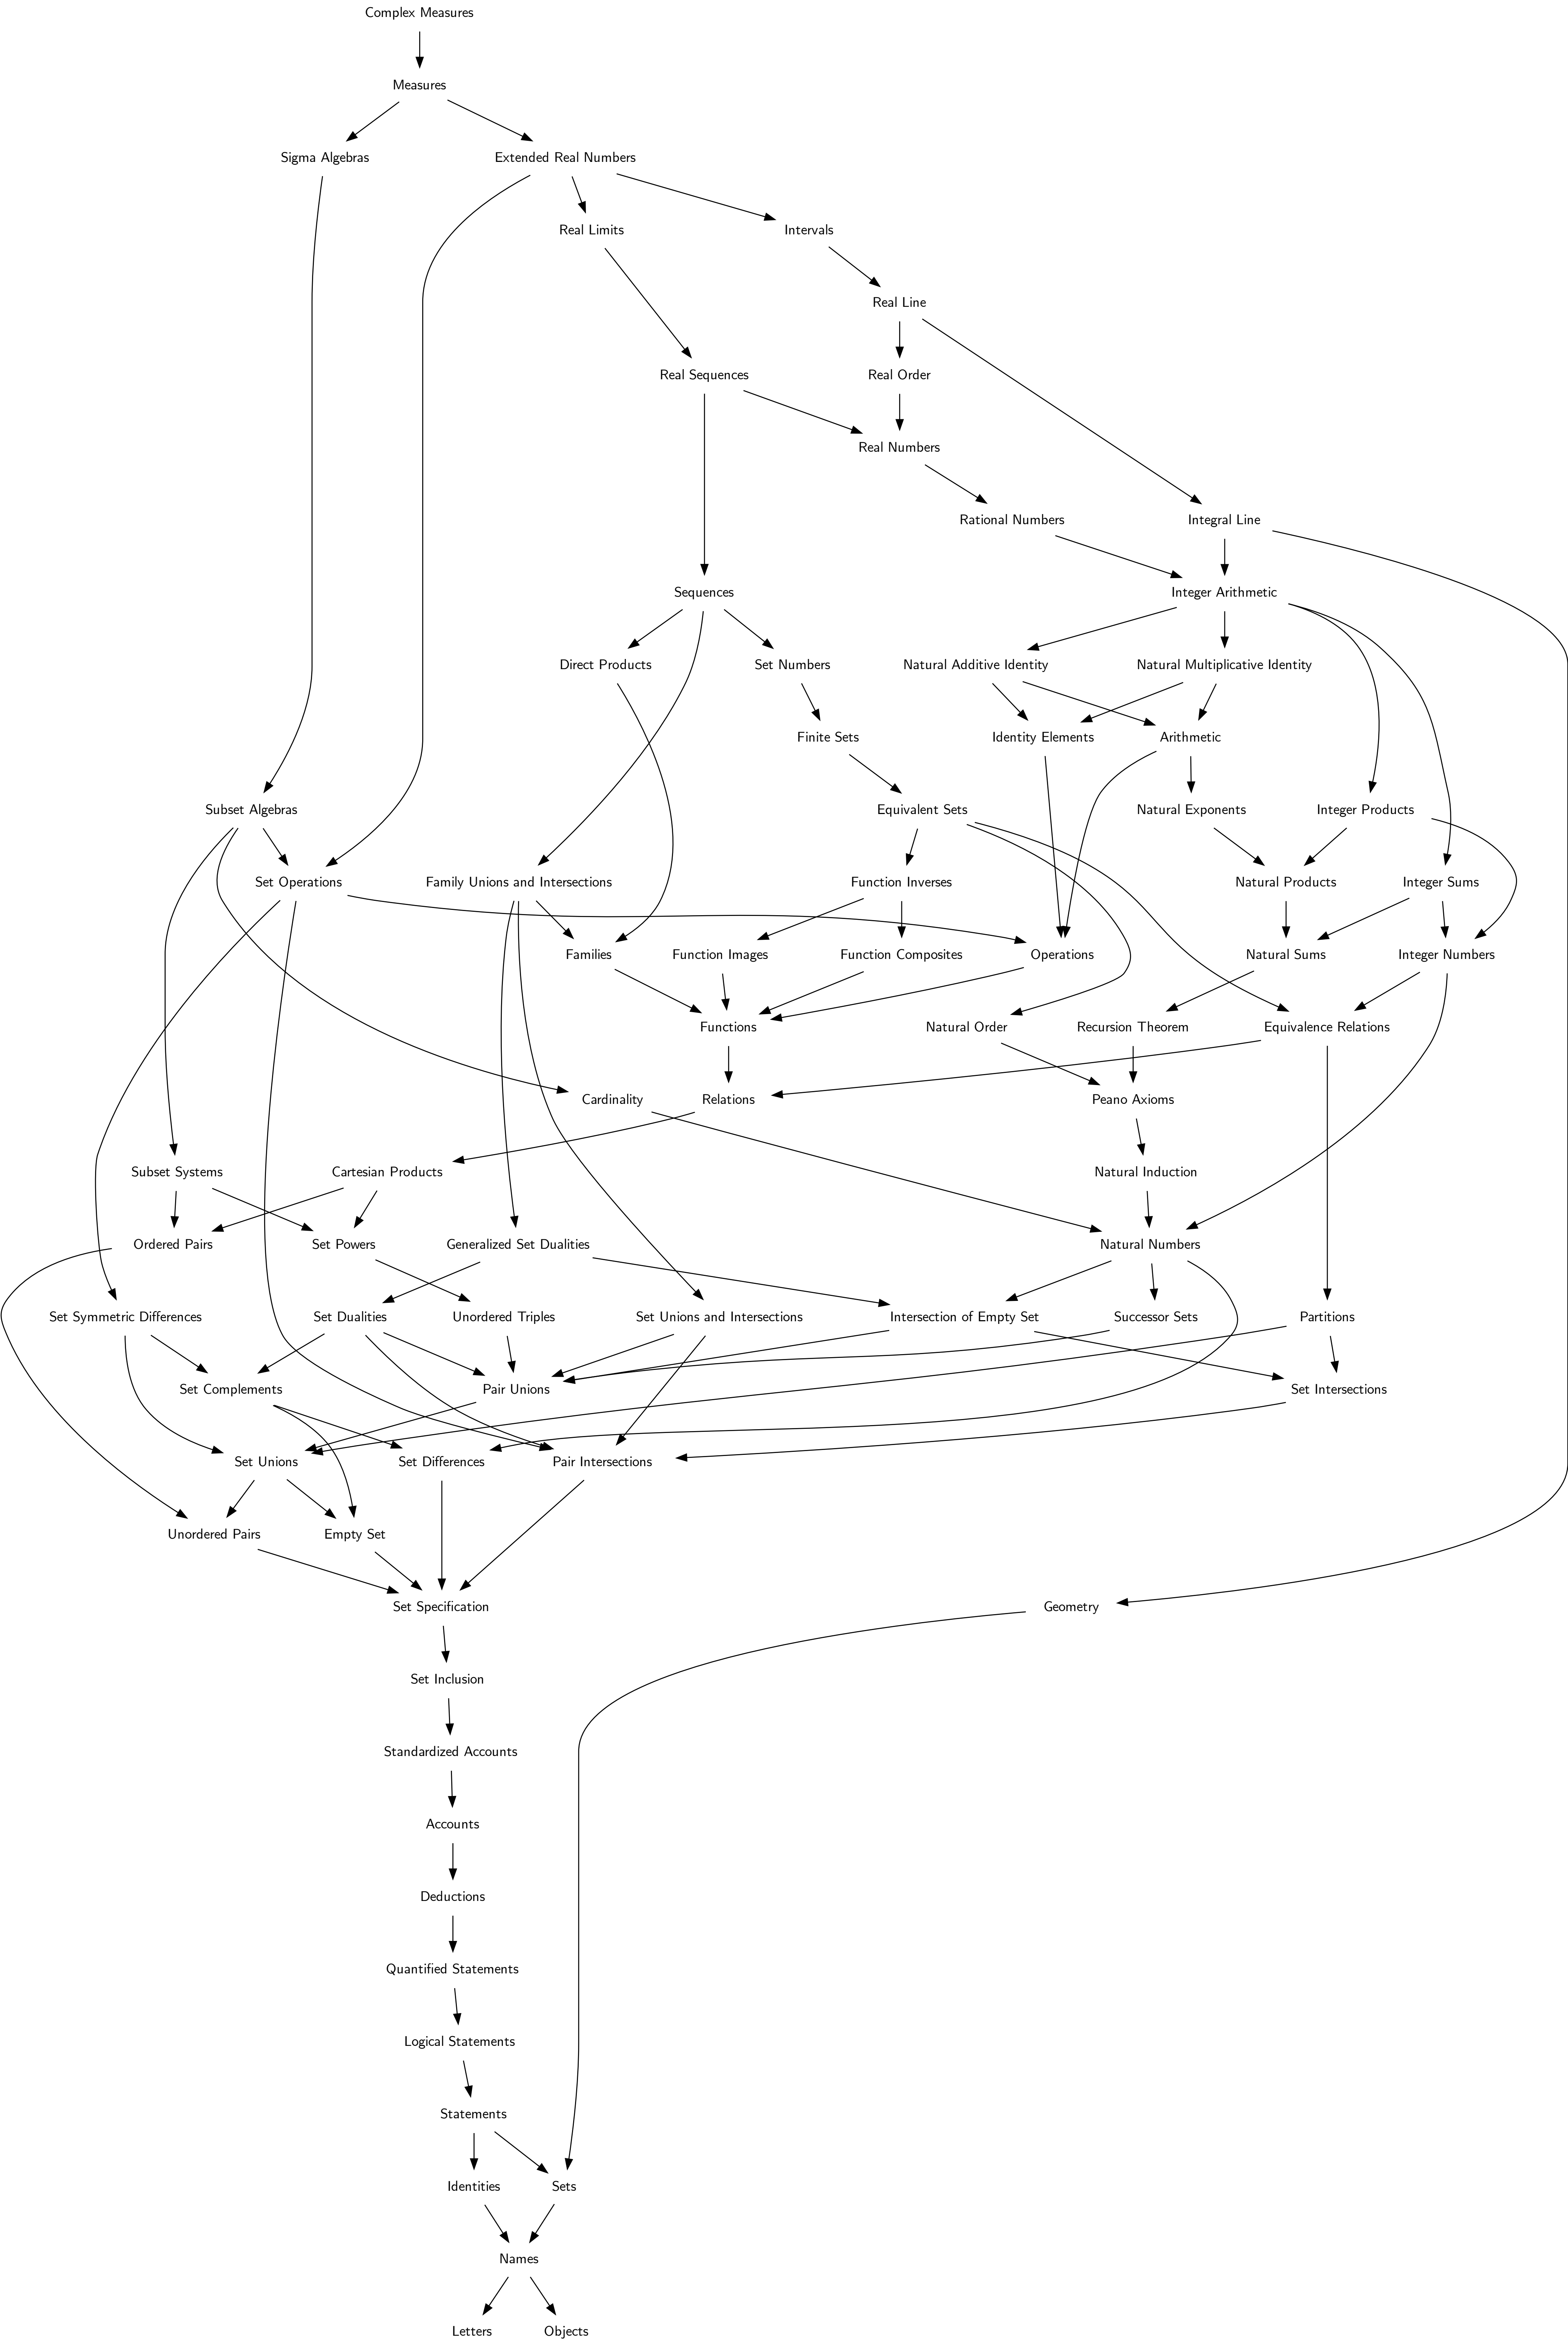 Complex Measures
Measures
Sigma Algebras
Extended Real Numbers
Real Limits
Intervals
Real Line
Real Sequences
Real Order
Real Numbers
Rational Numbers
Integral Line
Sequences
Integer Arithmetic
Direct Products
Set Numbers
Natural Additive Identity
Natural Multiplicative Identity
Finite Sets
Identity Elements
Arithmetic
Subset Algebras
Equivalent Sets
Natural Exponents
Integer Products
Set Operations
Family Unions and Intersections
Function Inverses
Natural Products
Integer Sums
Families
Function Images
Function Composites
Operations
Natural Sums
Integer Numbers
Functions
Natural Order
Recursion Theorem
Equivalence Relations
Cardinality
Relations
Peano Axioms
Subset Systems
Cartesian Products
Natural Induction
Ordered Pairs
Set Powers
Generalized Set Dualities
Natural Numbers
Set Symmetric Differences
Set Dualities
Unordered Triples
Set Unions and Intersections
Intersection of Empty Set
Successor Sets
Partitions
Set Complements
Pair Unions
Set Intersections
Set Unions
Set Differences
Pair Intersections
Unordered Pairs
Empty Set
Set Specification
Geometry
Set Inclusion
Standardized Accounts
Accounts
Deductions
Quantified Statements
Logical Statements
Statements
Identities
Sets
Names
Letters
Objects